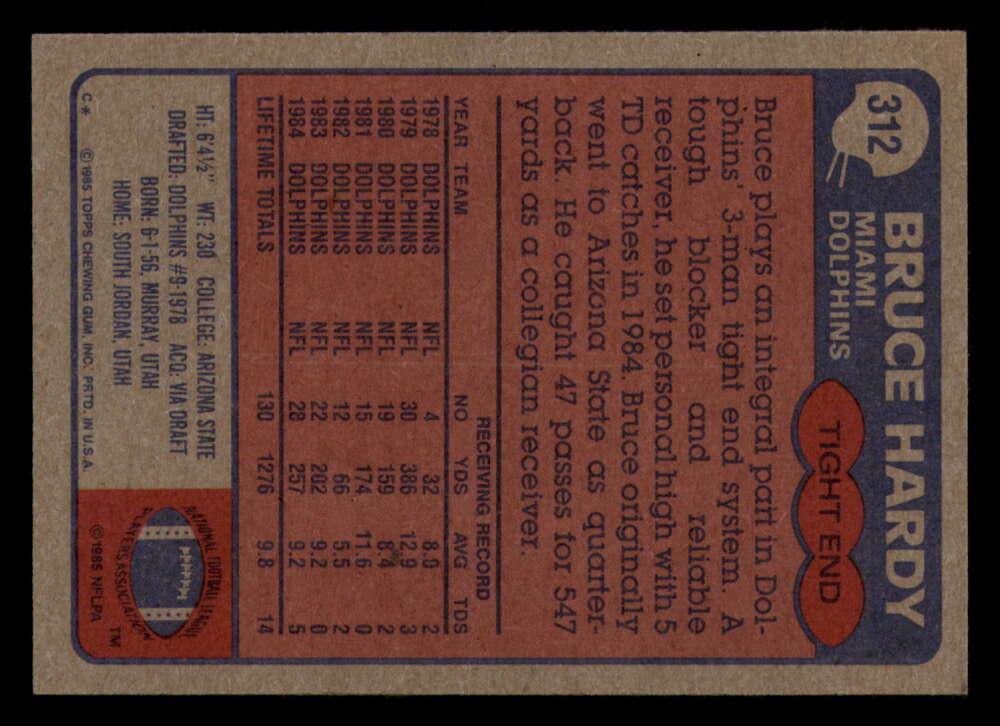 312
BRUCE HARDY
MIAMI
DOLPHINS
TIGHT END
Bruce plays an integral part in Dol-
phins' 3-man tight end system. A
tough blocker and reliable
receiver, he set personal high with 5
TD catches in 1984. Bruce originally
went to Arizona State as quarter-
back. He caught 47 passes for 547
yards as a collegian receiver.
RECEIVING RECORD
YEAR TEAM NO YDS AVG TDS
1978 DOLPHINS NFL 4 32 8.0 2
1979 DOLPHINS NFL 30 386 12.9 3
1980 DOLPHINS NFL 19 159 8.4 2
1981 DOLPHINS NFL 15 174 11.6 0
1982 DOLPHINS NFL 12 66 5.5 2
1983 DOLPHINS NFL 22 202 9.2 0
1984 DOLPHINS NFL 28 257 9.2 5
LIFETIME TOTALS 130 1276 9.8 14
HT: 6'4½" WT: 230 COLLEGE: ARIZONA STATE
DRAFTED: DOLPHINS #9-1978 ACQ. VIA DRAFT
BORN: 6-1-56, MURRAY, UTAH
HOME: SOUTH JORDAN, UTAH
C* © 1985 TOPPS CHEWING GUM, INC. PRTD. IN U.S.A.
NATIONAL FOOTBALL LEAGUE
PLAYERS ASSOCIATION
TM
© 1985 NFLPA